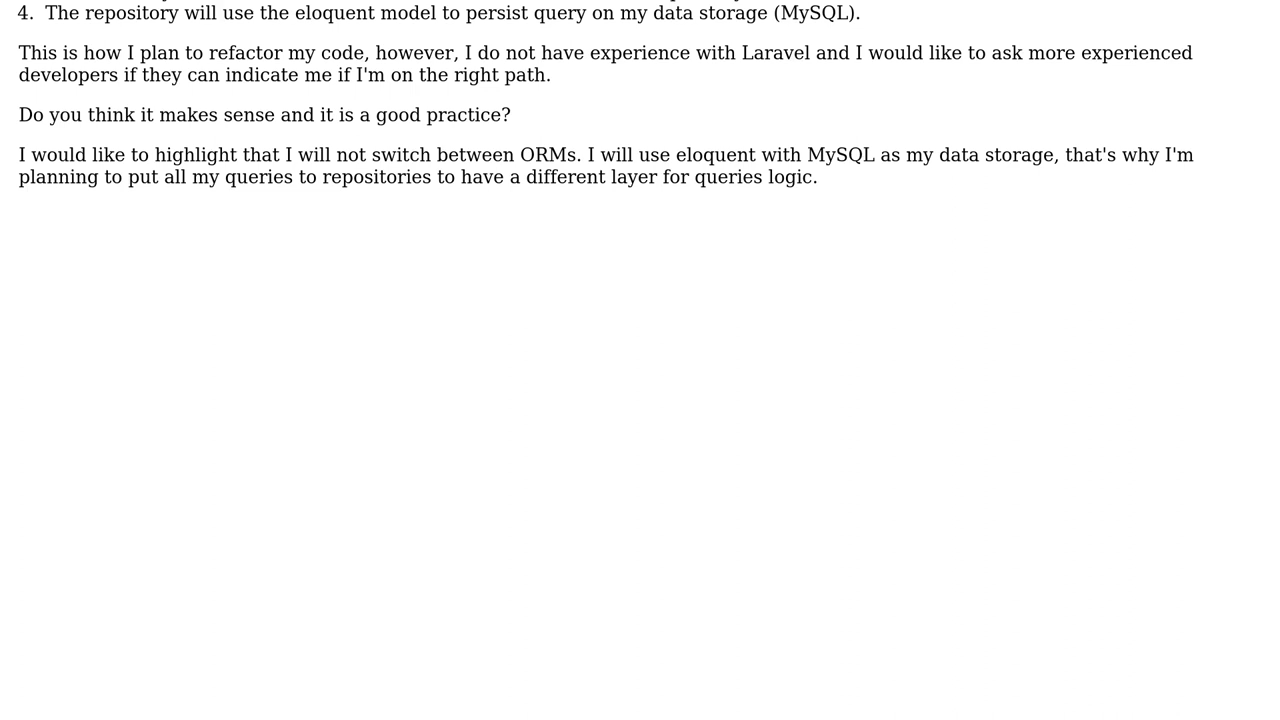 4. The repository will use the eloquent model to persist query on my data storage (MySQL).
This is how I plan to refactor my code, however, I do not have experience with Laravel and I would like to ask more experienced
developers if they can indicate me if I'm on the right path.
Do you think it makes sense and it is a good practice?
I would like to highlight that I will not switch between ORMs. I will use eloquent with MySQL as my data storage, that's why I'm
planning to put all my queries to repositories to have a different layer for queries logic.